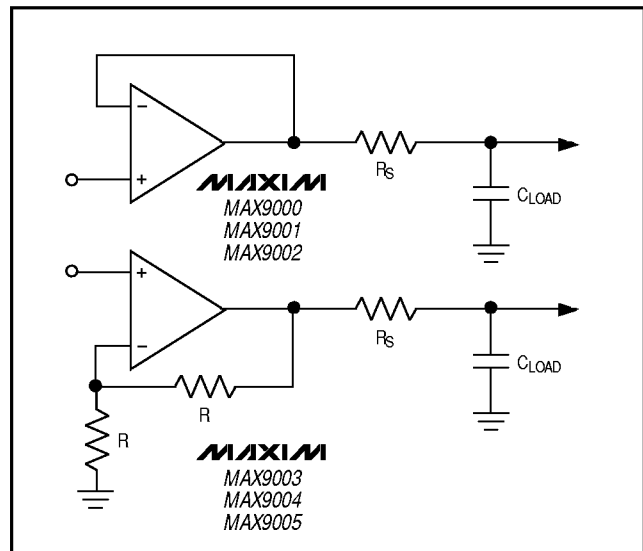 −
+
RS
CLOAD
MAXIM
MAX9000
MAX9001
MAX9002
+
−
RS
CLOAD
R
R
MAXIM
MAX9003
MAX9004
MAX9005